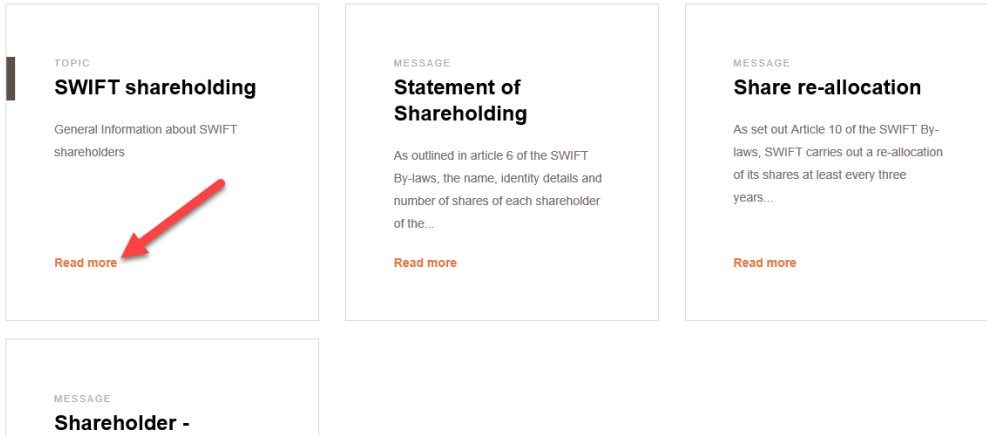 TOPIC
SWIFT shareholding
General Information about SWIFT
shareholders
Read more
MESSAGE
Statement of
Shareholding
As outlined in article 6 of the SWIFT
By-laws, the name, identity details and
number of shares of each shareholder
of the...
Read more
MESSAGE
Share re-allocation
As set out Article 10 of the SWIFT By-
laws, SWIFT carries out a re-allocation
of its shares at least every three
years...
Read more
MESSAGE
Shareholder -